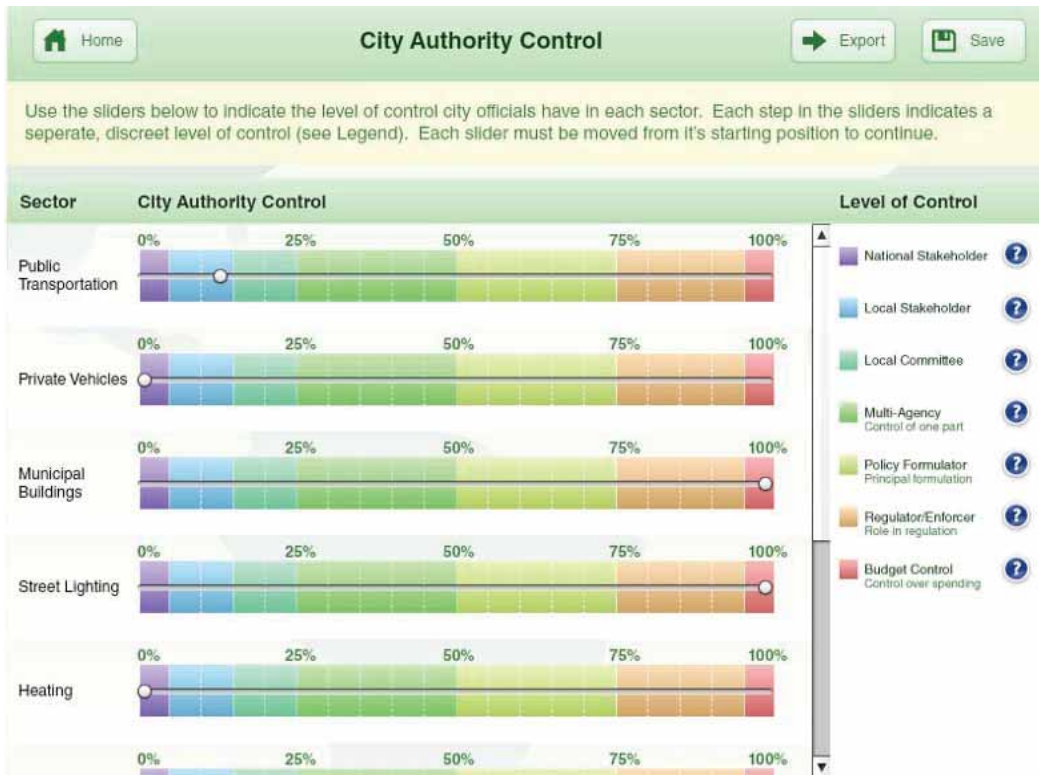 Home
City Authority Control
Export
Save
Use the sliders below to indicate the level of control city officials have in each sector. Each step in the sliders indicates a
seperate, discreet level of control (see Legend). Each slider must be moved from it's starting position to continue.
Sector
City Authority Control
Level of Control
0% 25% 50% 75% 100%
Public
Transportation
0% 25% 50% 75% 100%
Private Vehicles
0% 25% 50% 75% 100%
Municipal
Buildings
0% 25% 50% 75% 100%
Street Lighting
0% 25% 50% 75% 100%
Heating
0% 25% 50% 75% 100%
National Stakeholder ?
Local Stakeholder ?
Local Committee ?
Multi-Agency ?
Control of one part
Policy Formulator ?
Principal formulation
Regulator/Enforcer ?
Role in regulation
Budget Control ?
Control over spending